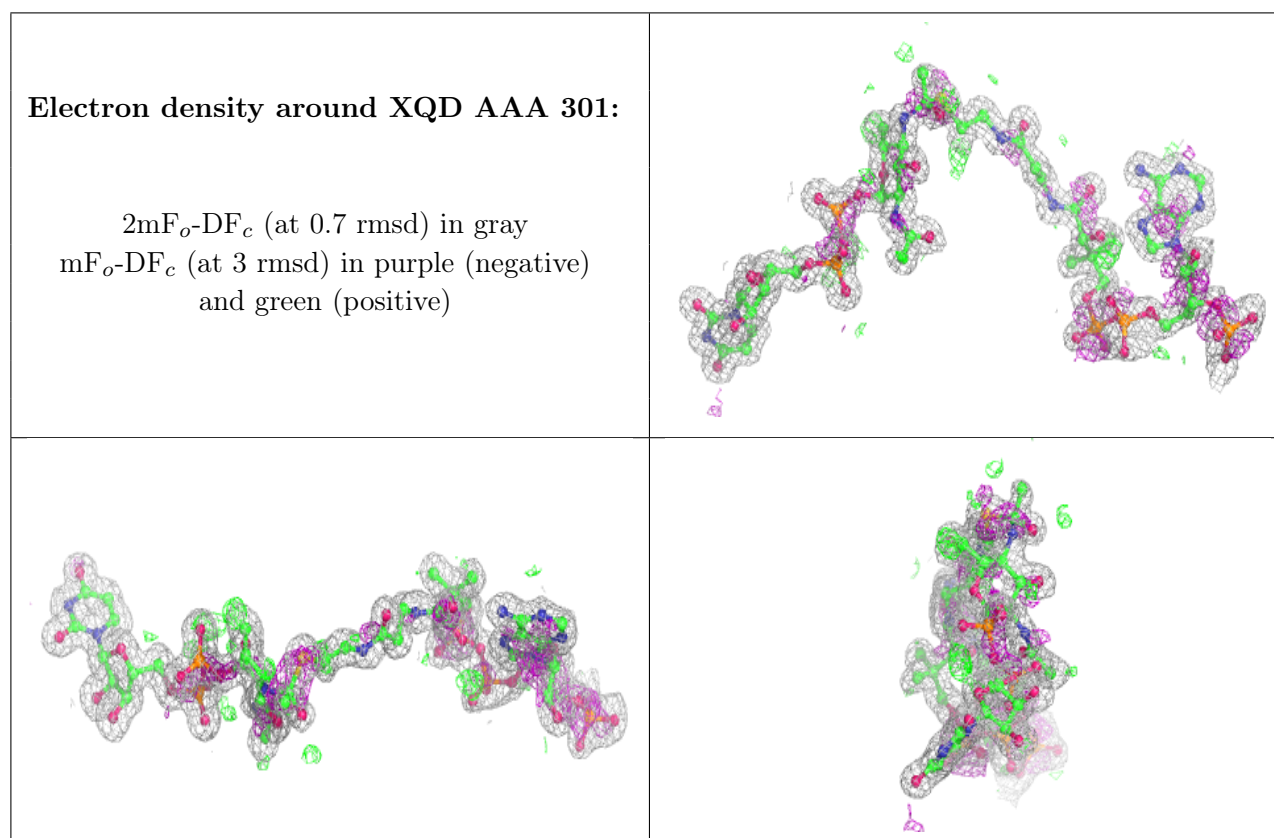 Electron density around XQD AAA 301:
2mFo-DFc (at 0.7 rmsd) in gray
mFo-DFc (at 3 rmsd) in purple (negative)
and green (positive)